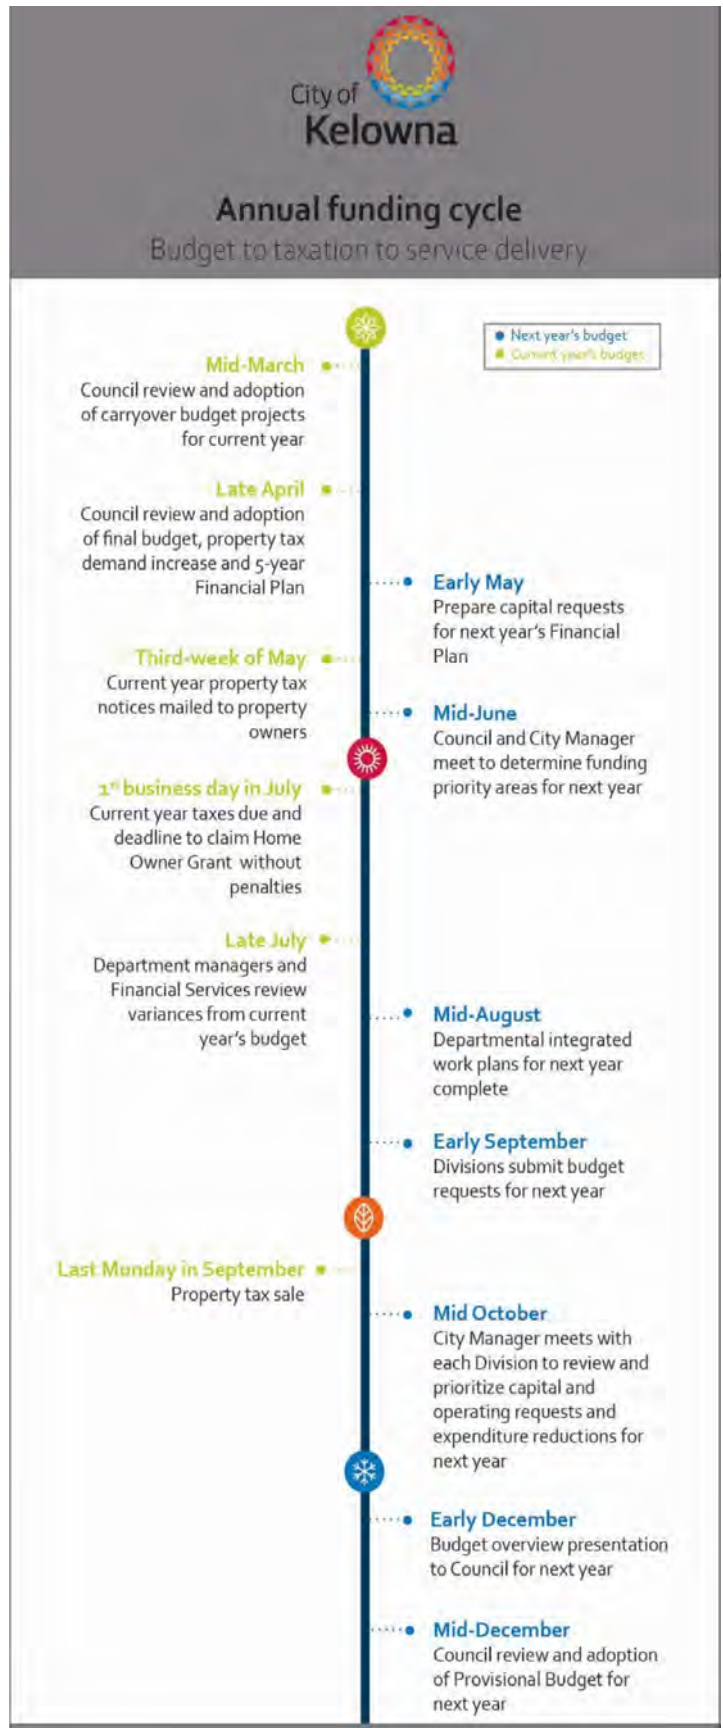 City of
Kelowna
Annual funding cycle
Budget to taxation to service delivery
Next year's budget
Current year's budget
Mid-March
Council review and adoption
of carryover budget projects
for current year
Late April
Council review and adoption
of final budget, property tax
demand increase and 5-year
Financial Plan
Early May
Prepare capital requests
for next year's Financial
Plan
Third-week of May
Current year property tax
notices mailed to property
owners
Mid-June
Council and City Manager
meet to determine funding
priority areas for next year
1st business day in July
Current year taxes due and
deadline to claim Home
Owner Grant without
penalties
Late July
Department managers and
Financial Services review
variances from current
year's budget
Mid-August
Departmental integrated
work plans for next year
complete
Early September
Divisions submit budget
requests for next year
Last Monday in September
Property tax sale
Mid October
City Manager meets with
each Division to review and
prioritize capital and
operating requests and
expenditure reductions for
next year
Early December
Budget overview presentation
to Council for next year
Mid-December
Council review and adoption
of Provisional Budget for
next year